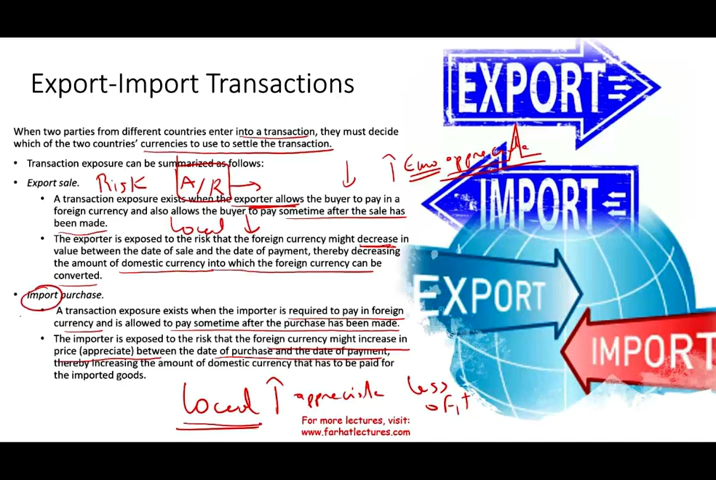 Export-Import Transactions
When two parties from different countries enter into a transaction, they must decide
which of the two countries' currencies to use to settle the transaction.
• Transaction exposure can be summarized as follows:
• Export sale.
Risk
A/R
↑ Euro appreciate
A transaction exposure exists when the exporter allows the buyer to pay in a
foreign currency and also allows the buyer to pay sometime after the sale has
been made.
Local
• The exporter is exposed to the risk that the foreign currency might decrease in
value between the date of sale and the date of payment, thereby decreasing
the amount of domestic currency into which the foreign currency can be
converted.
• Import purchase.
• A transaction exposure exists when the importer is required to pay in foreign
currency and is allowed to pay sometime after the purchase has been made.
• The importer is exposed to the risk that the foreign currency might increase in
price (appreciate) between the date of purchase and the date of payment,
thereby increasing the amount of domestic currency that has to be paid for
the imported goods.
Local ↑ appreciate
less
of it
For more lectures, visit:
www.farhatlectures.com
EXPORT
IMPORT
EXPORT
IMPORT